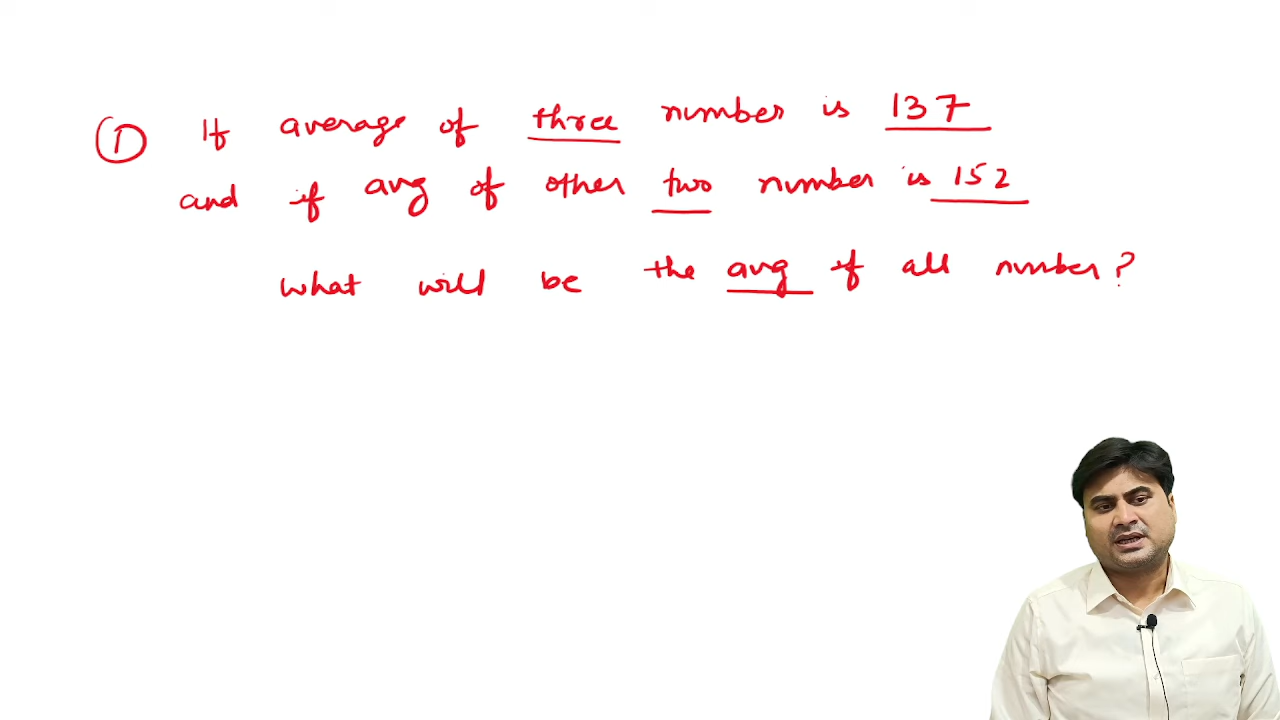 ① If average of three number is 137
and if avg of other two number is 152
what will be the avg of all number?